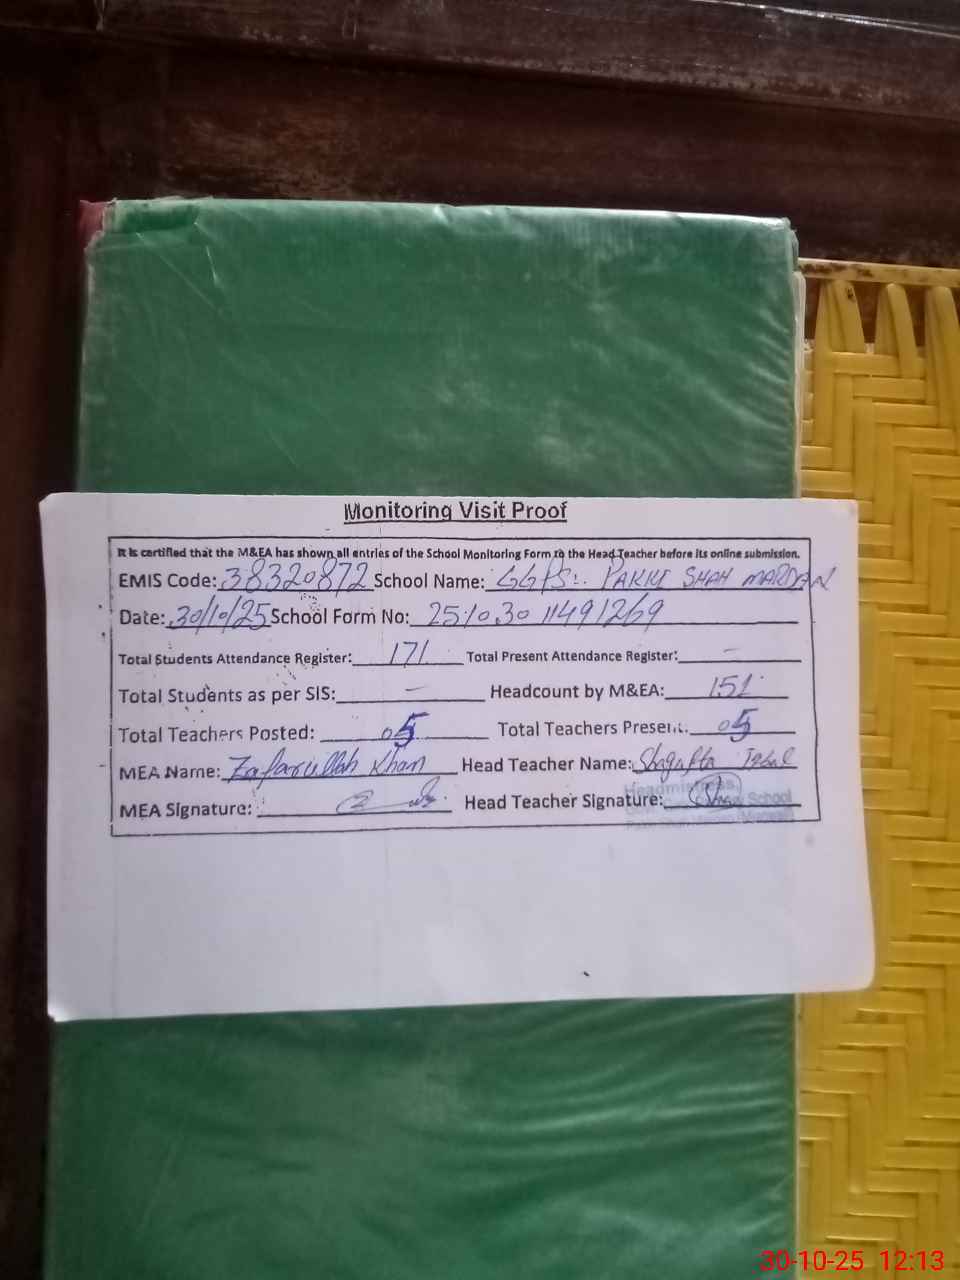 Monitoring Visit Proof
It is certified that the M&EA has shown all entries of the School Monitoring Form to the Head Teacher before its online submission.
EMIS Code: 38320872 School Name: GGPS. PAKKI SHAH MARDAN
Date: 30/10/25 School Form No: 2510.30 11491269
Total Students Attendance Register: 171 Total Present Attendance Register: -
Total Students as per SIS: - Headcount by M&EA: 151
Total Teachers Posted: 05 Total Teachers Present: 05
MEA Name: Zafarullah Khan Head Teacher Name: Shagufta Iqbal
MEA Signature: Head Teacher Signature:
Headmistress,
School
30-10-25 12:13